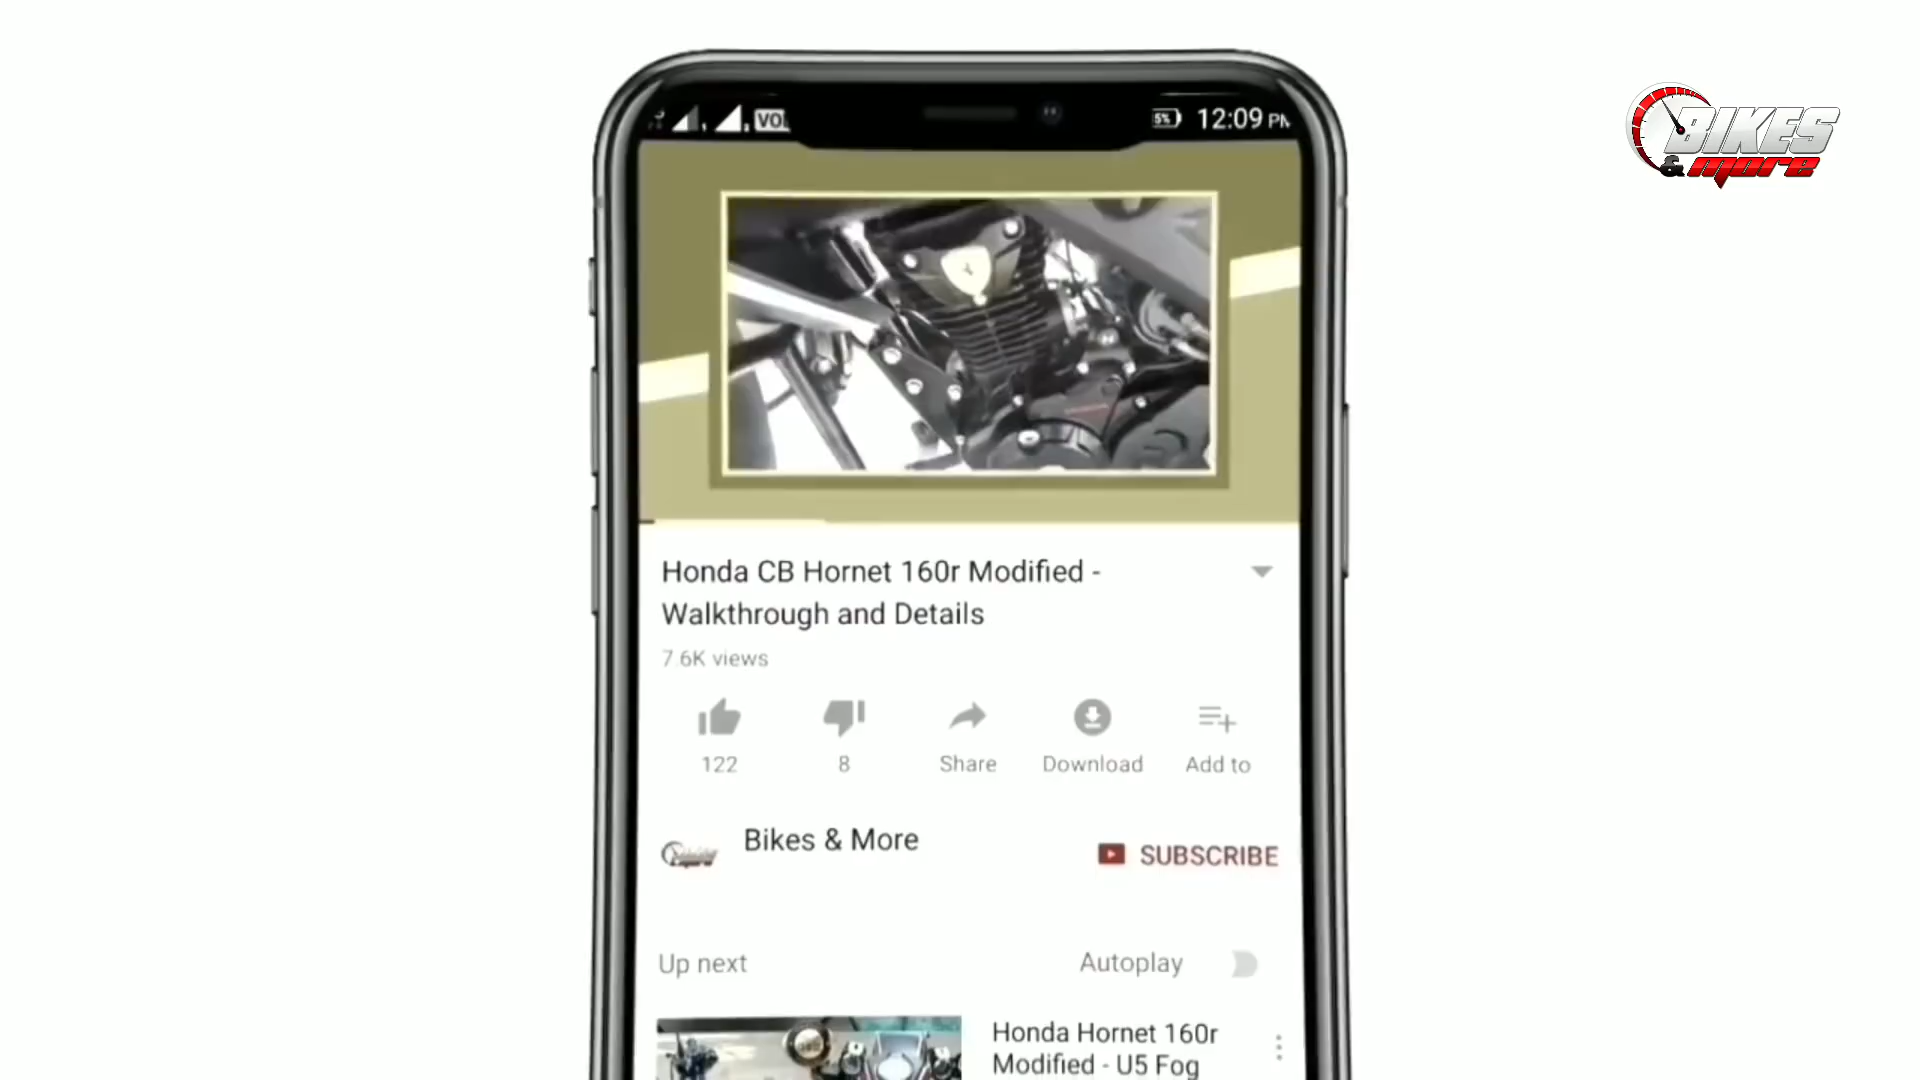 BIKES
& more
VO
5%
12:09 PM
Honda CB Hornet 160r Modified -
Walkthrough and Details
7.6K views
122
8
Share
Download
Add to
Bikes & More
SUBSCRIBE
Up next
Autoplay
Honda Hornet 160r
Modified - U5 Fog